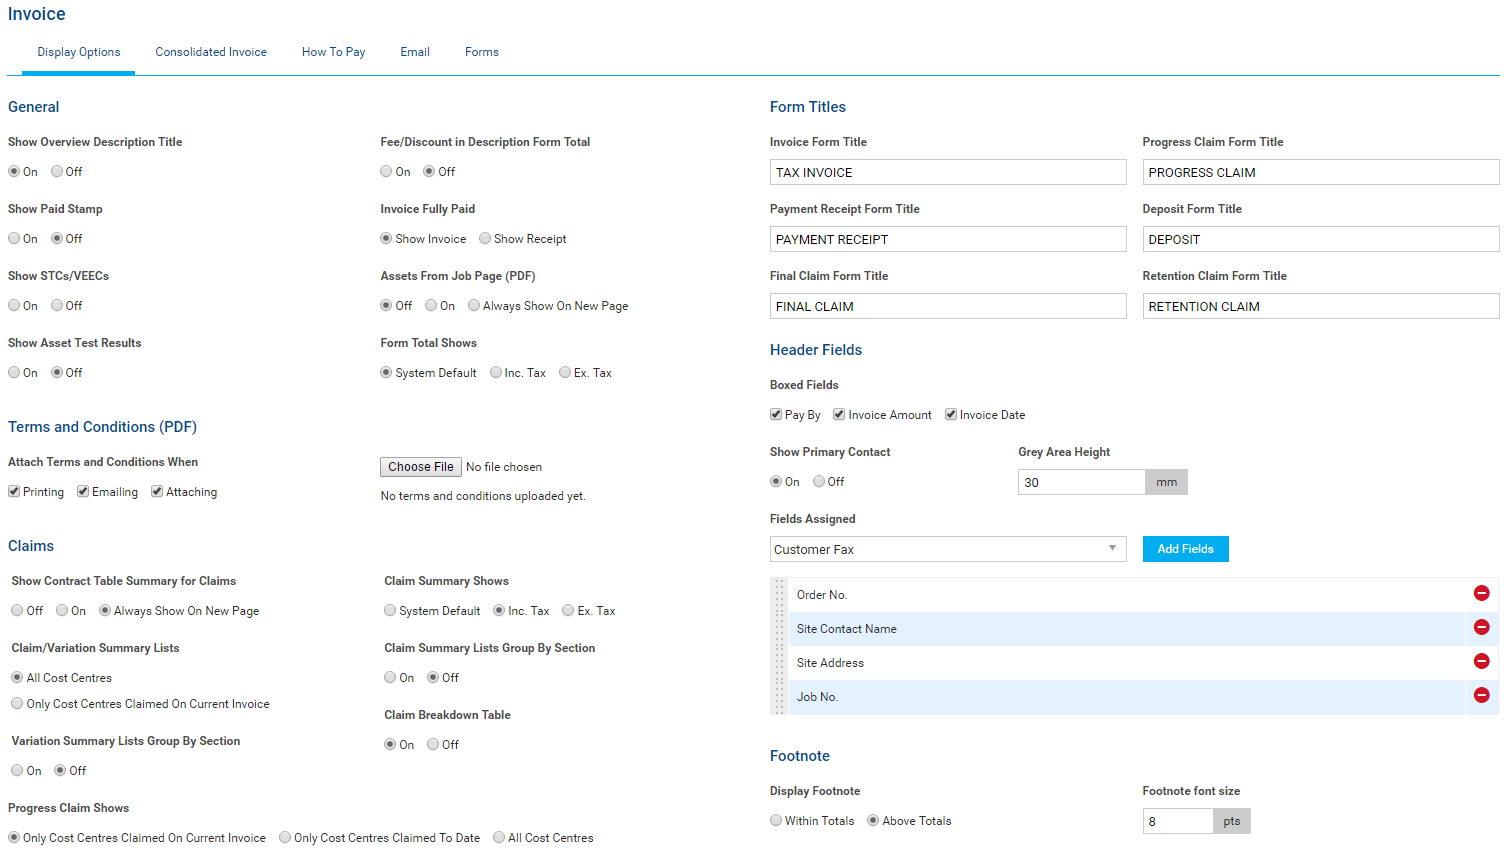 Invoice
Display Options Consolidated Invoice How To Pay Email Forms
General
Show Overview Description Title Fee/Discount in Description Form Total
On Off On Off
Show Paid Stamp Invoice Fully Paid
On Off Show Invoice Show Receipt
Show STCs/VEECs Assets From Job Page (PDF)
On Off Off On Always Show On New Page
Show Asset Test Results Form Total Shows
On Off System Default Inc. Tax Ex. Tax
Terms and Conditions (PDF)
Attach Terms and Conditions When Choose File No file chosen
Printing Emailing Attaching No terms and conditions uploaded yet.
Claims
Show Contract Table Summary for Claims Claim Summary Shows
Off On Always Show On New Page System Default Inc. Tax Ex. Tax
Claim/Variation Summary Lists Claim Summary Lists Group By Section
All Cost Centres On Off
Only Cost Centres Claimed On Current Invoice
Claim Breakdown Table
Variation Summary Lists Group By Section On Off
On Off
Progress Claim Shows
Only Cost Centres Claimed On Current Invoice Only Cost Centres Claimed To Date All Cost Centres
Form Titles
Invoice Form Title Progress Claim Form Title
TAX INVOICE PROGRESS CLAIM
Payment Receipt Form Title Deposit Form Title
PAYMENT RECEIPT DEPOSIT
Final Claim Form Title Retention Claim Form Title
FINAL CLAIM RETENTION CLAIM
Header Fields
Boxed Fields
Pay By Invoice Amount Invoice Date
Show Primary Contact Grey Area Height
On Off 30 mm
Fields Assigned
Customer Fax Add Fields
Order No.
Site Contact Name
Site Address
Job No.
Footnote
Display Footnote Footnote font size
Within Totals Above Totals 8 pts